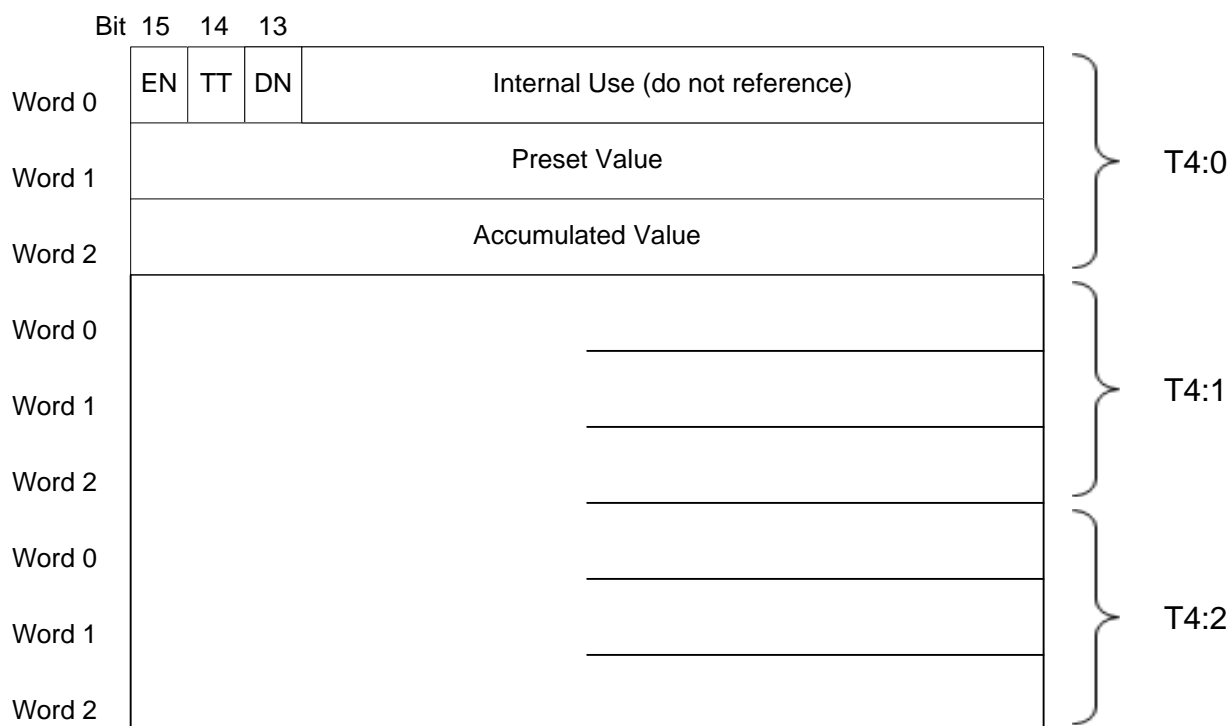 Bit 15 14 13
Word 0 EN TT DN Internal Use (do not reference)
T4:0
Word 1 Preset Value
Word 2 Accumulated Value
Word 0
Word 1 T4:1
Word 2
Word 0
Word 1 T4:2
Word 2